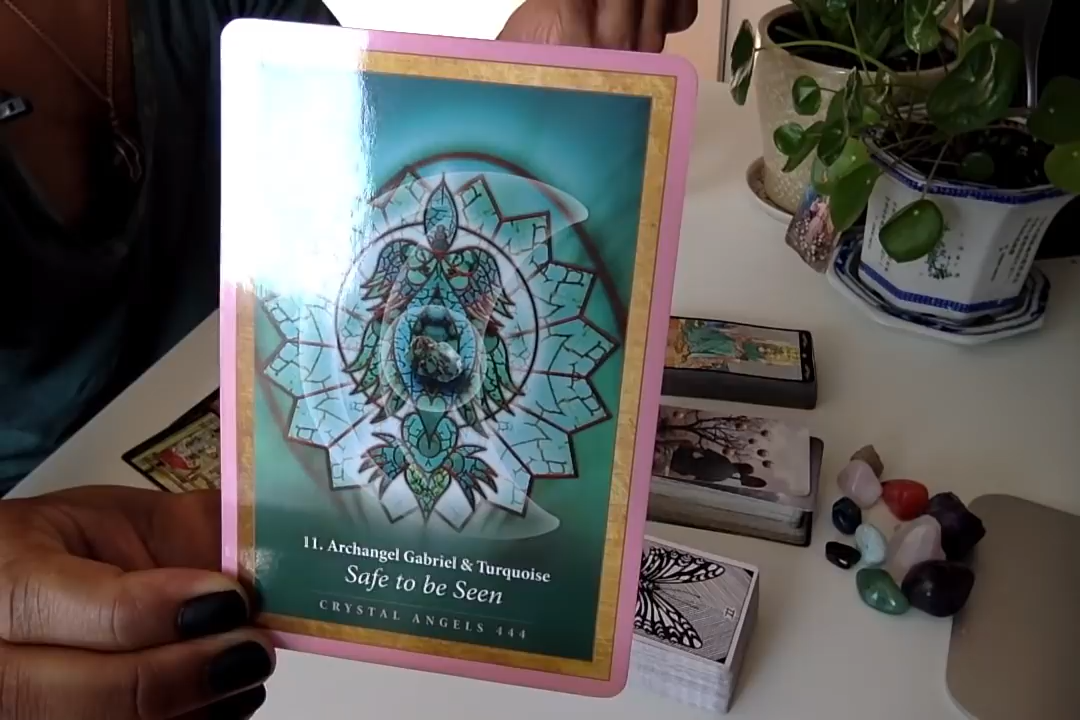 11. Archangel Gabriel & Turquoise
Safe to be Seen
CRYSTAL ANGELS 444